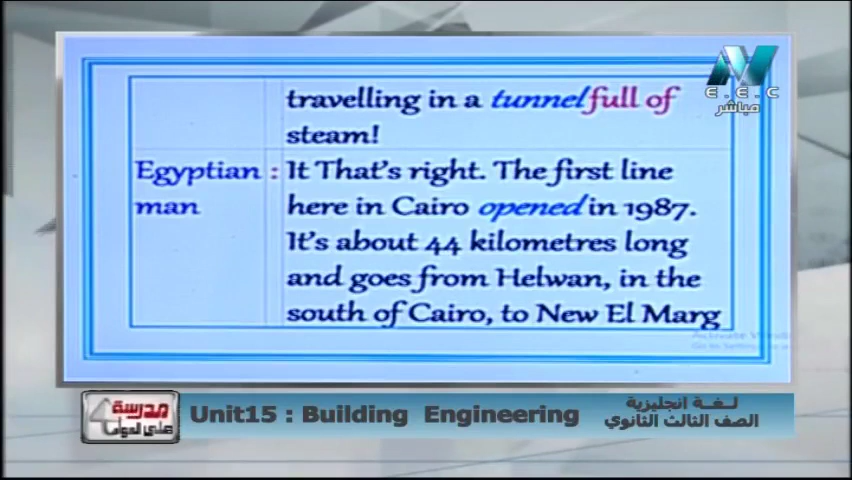 E . E . C
مباشر
travelling in a tunnel full of
steam!
Egyptian man : It That's right. The first line
here in Cairo opened in 1987.
It's about 44 kilometres long
and goes from Helwan, in the
south of Cairo, to New El Marg
Unit15 : Building Engineering
لـغـــة انجليزية
الصف الثالث الثانوي
مدرسة
على الهواء